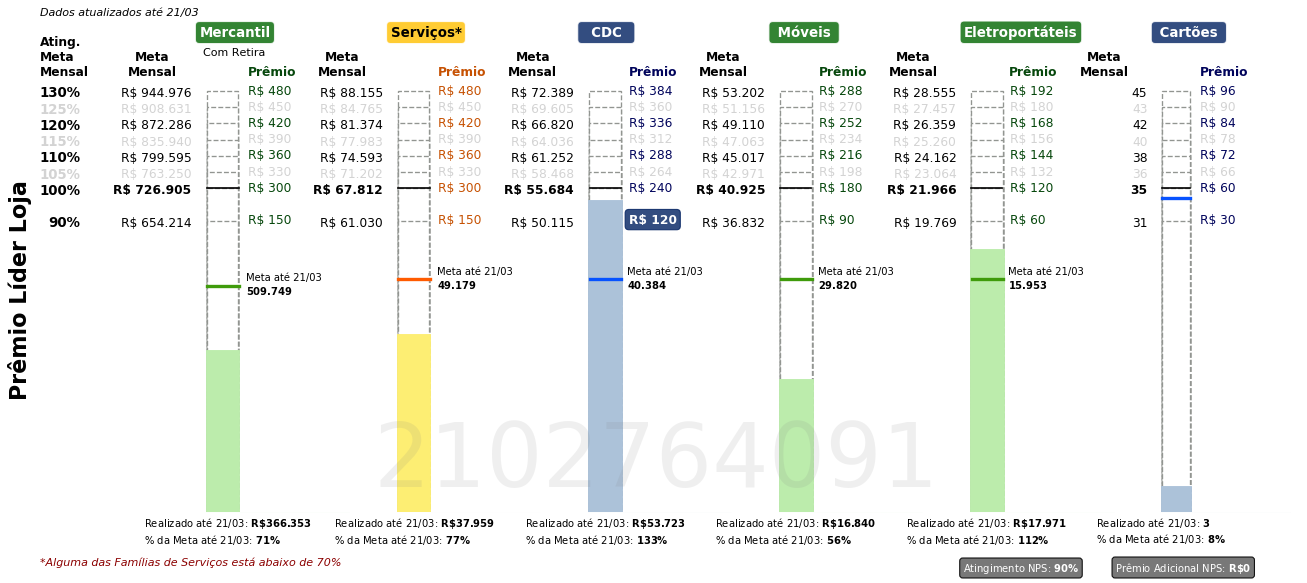 Dados atualizados até 21/03
Mercantil Serviços* CDC Móveis Eletroportáteis Cartões
Com Retira
Ating. Meta Mensal
Meta Mensal Prêmio Meta Mensal Prêmio Meta Mensal Prêmio Meta Mensal Prêmio Meta Mensal Prêmio Meta Mensal Prêmio
130% R$ 944.976 R$ 480 R$ 88.155 R$ 480 R$ 72.389 R$ 384 R$ 53.202 R$ 288 R$ 28.555 R$ 192 45 R$ 96
125% R$ 908.631 R$ 450 R$ 84.765 R$ 450 R$ 69.605 R$ 360 R$ 51.156 R$ 270 R$ 27.457 R$ 180 43 R$ 90
120% R$ 872.286 R$ 420 R$ 81.374 R$ 420 R$ 66.820 R$ 336 R$ 49.110 R$ 252 R$ 26.359 R$ 168 42 R$ 84
115% R$ 835.940 R$ 390 R$ 77.983 R$ 390 R$ 64.036 R$ 312 R$ 47.063 R$ 234 R$ 25.260 R$ 156 40 R$ 78
110% R$ 799.595 R$ 360 R$ 74.593 R$ 360 R$ 61.252 R$ 288 R$ 45.017 R$ 216 R$ 24.162 R$ 144 38 R$ 72
105% R$ 763.250 R$ 330 R$ 71.202 R$ 330 R$ 58.468 R$ 264 R$ 42.971 R$ 198 R$ 23.064 R$ 132 36 R$ 66
100% R$ 726.905 R$ 300 R$ 67.812 R$ 300 R$ 55.684 R$ 240 R$ 40.925 R$ 180 R$ 21.966 R$ 120 35 R$ 60
90% R$ 654.214 R$ 150 R$ 61.030 R$ 150 R$ 50.115 R$ 120 R$ 36.832 R$ 90 R$ 19.769 R$ 60 31 R$ 30
Prêmio Líder Loja
Meta até 21/03 Meta até 21/03 Meta até 21/03 Meta até 21/03 Meta até 21/03
509.749 49.179 40.384 29.820 15.953
2102764091
Realizado até 21/03: R$366.353 Realizado até 21/03: R$37.959 Realizado até 21/03: R$53.723 Realizado até 21/03: R$16.840 Realizado até 21/03: R$17.971 Realizado até 21/03: 3
% da Meta até 21/03: 71% % da Meta até 21/03: 77% % da Meta até 21/03: 133% % da Meta até 21/03: 56% % da Meta até 21/03: 112% % da Meta até 21/03: 8%
*Alguma das Famílias de Serviços está abaixo de 70%
Atingimento NPS: 90% Prêmio Adicional NPS: R$0